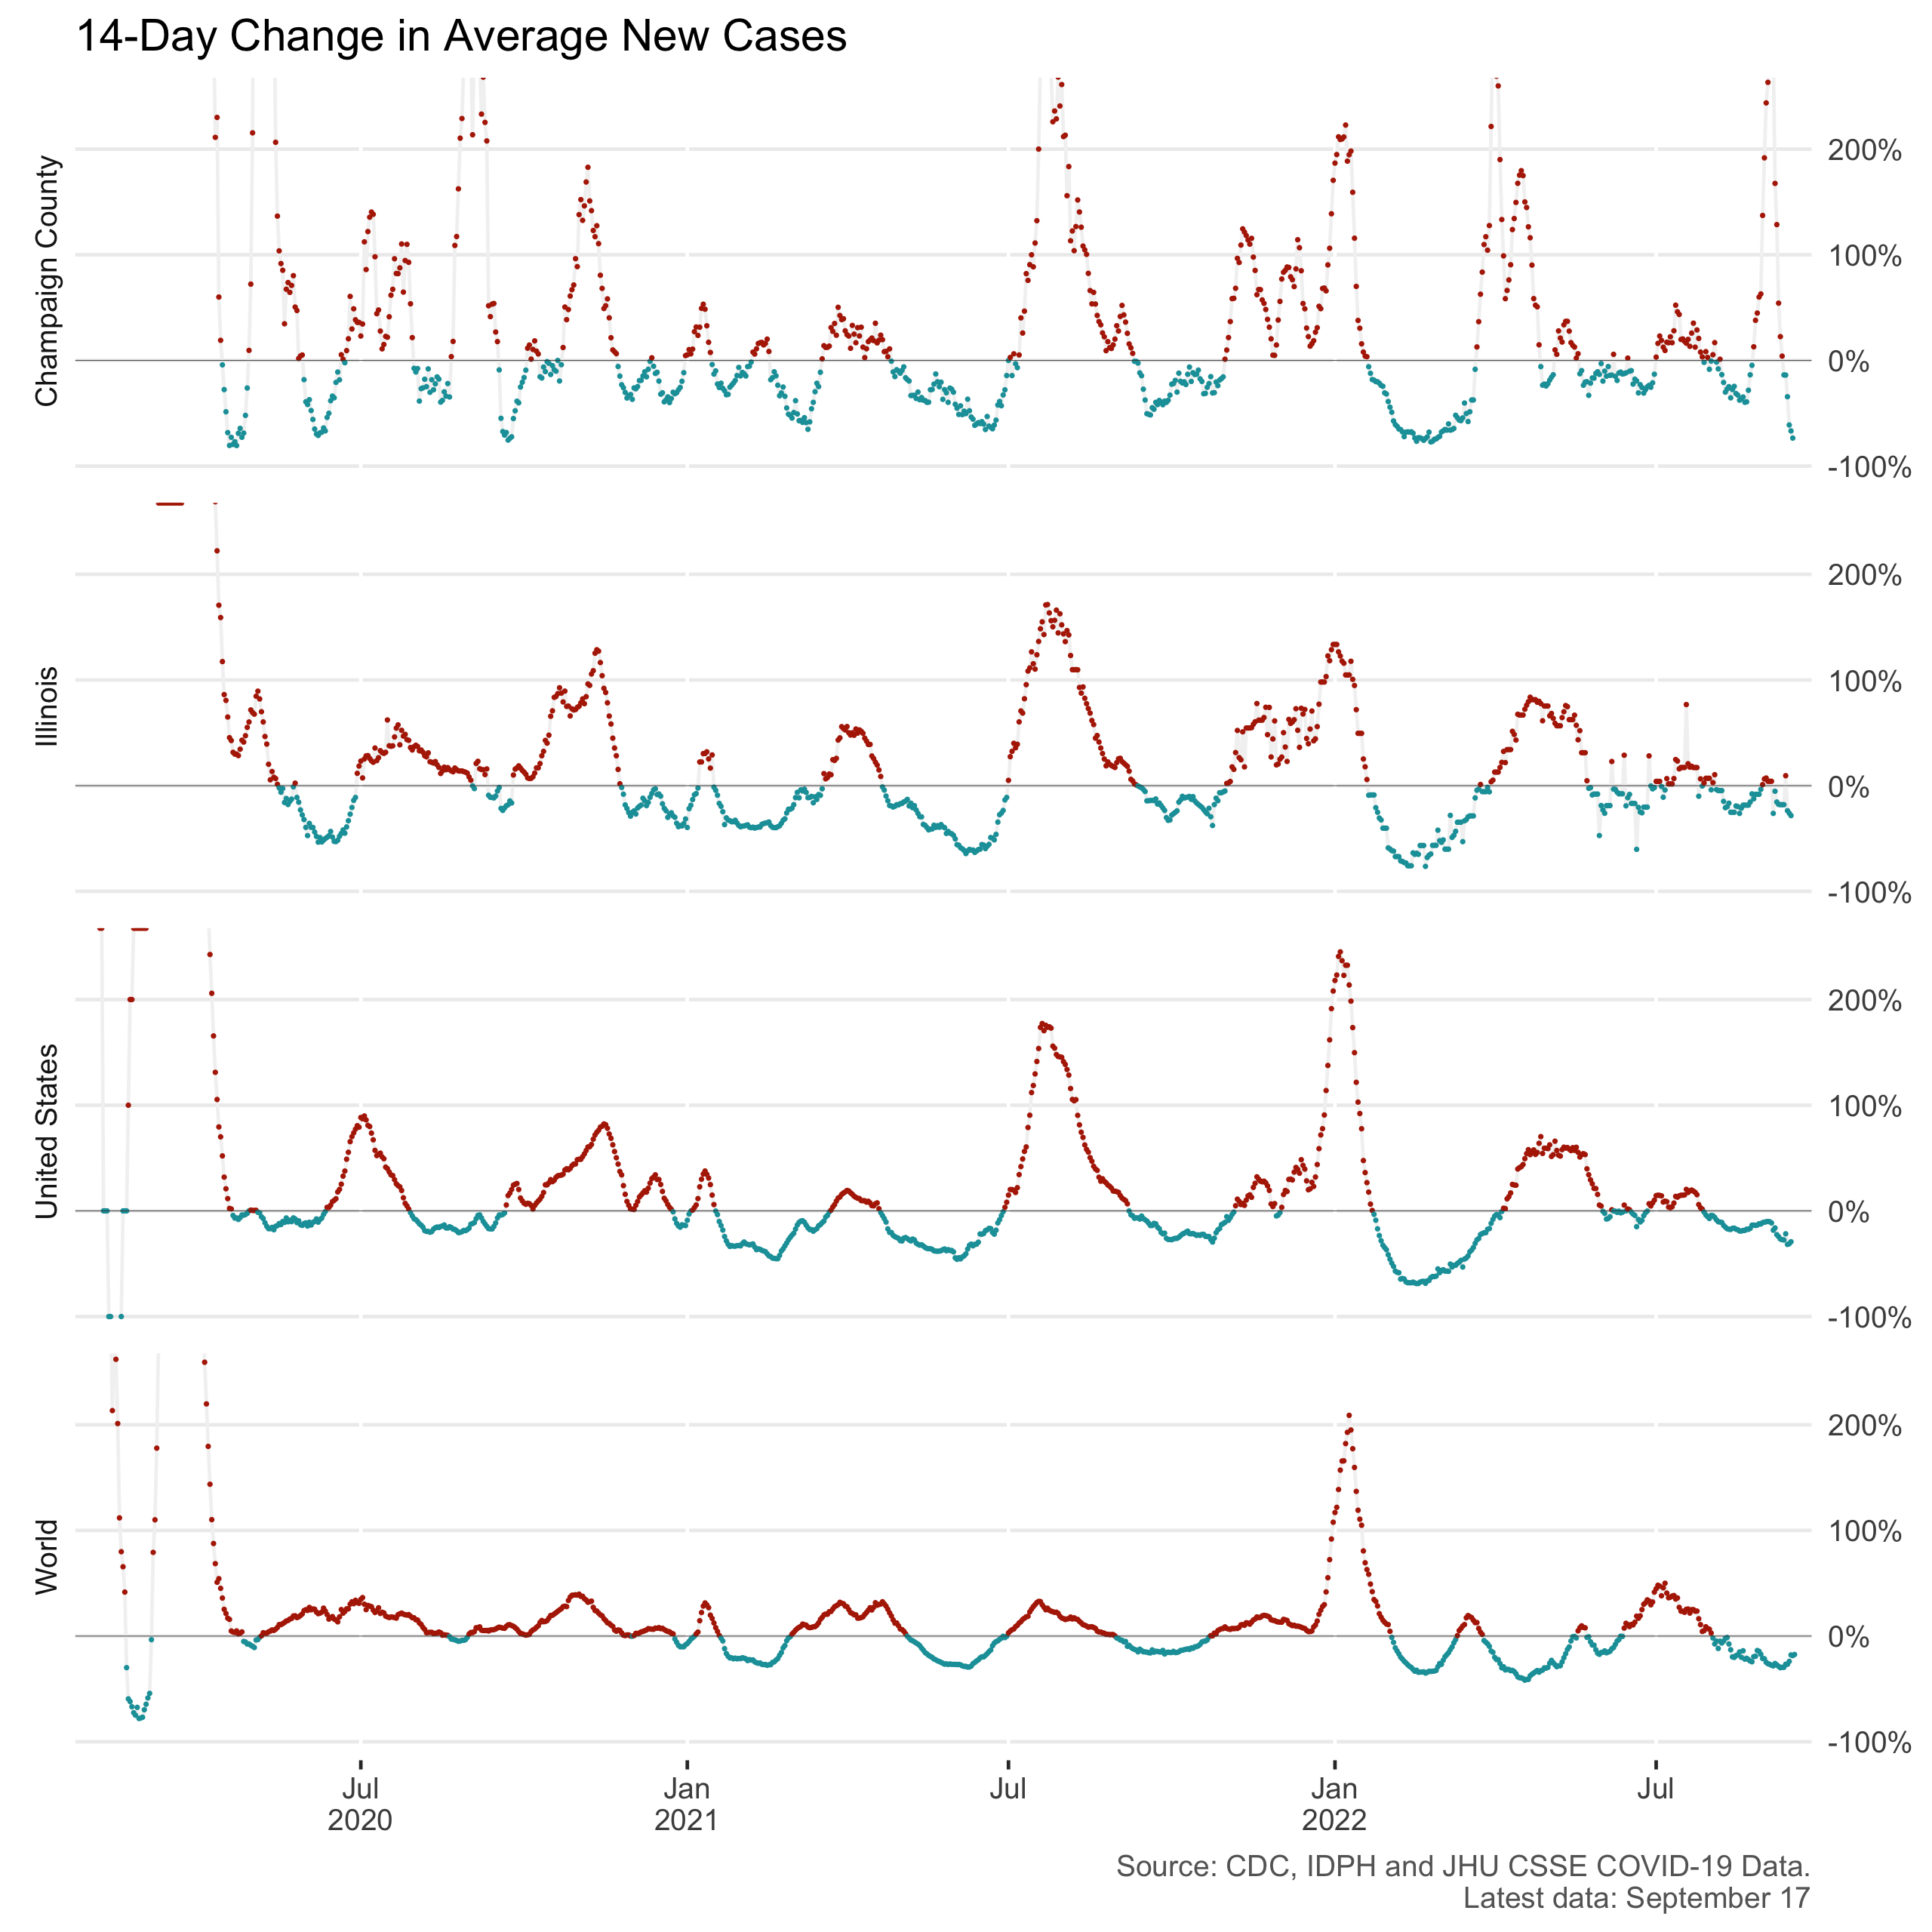 14-Day Change in Average New Cases
Champaign County
200%
100%
0%
-100%
Illinois
200%
100%
0%
-100%
United States
200%
100%
0%
-100%
World
200%
100%
0%
-100%
Jul
2020
Jan
2021
Jul
Jan
2022
Jul
Source: CDC, IDPH and JHU CSSE COVID-19 Data.
Latest data: September 17